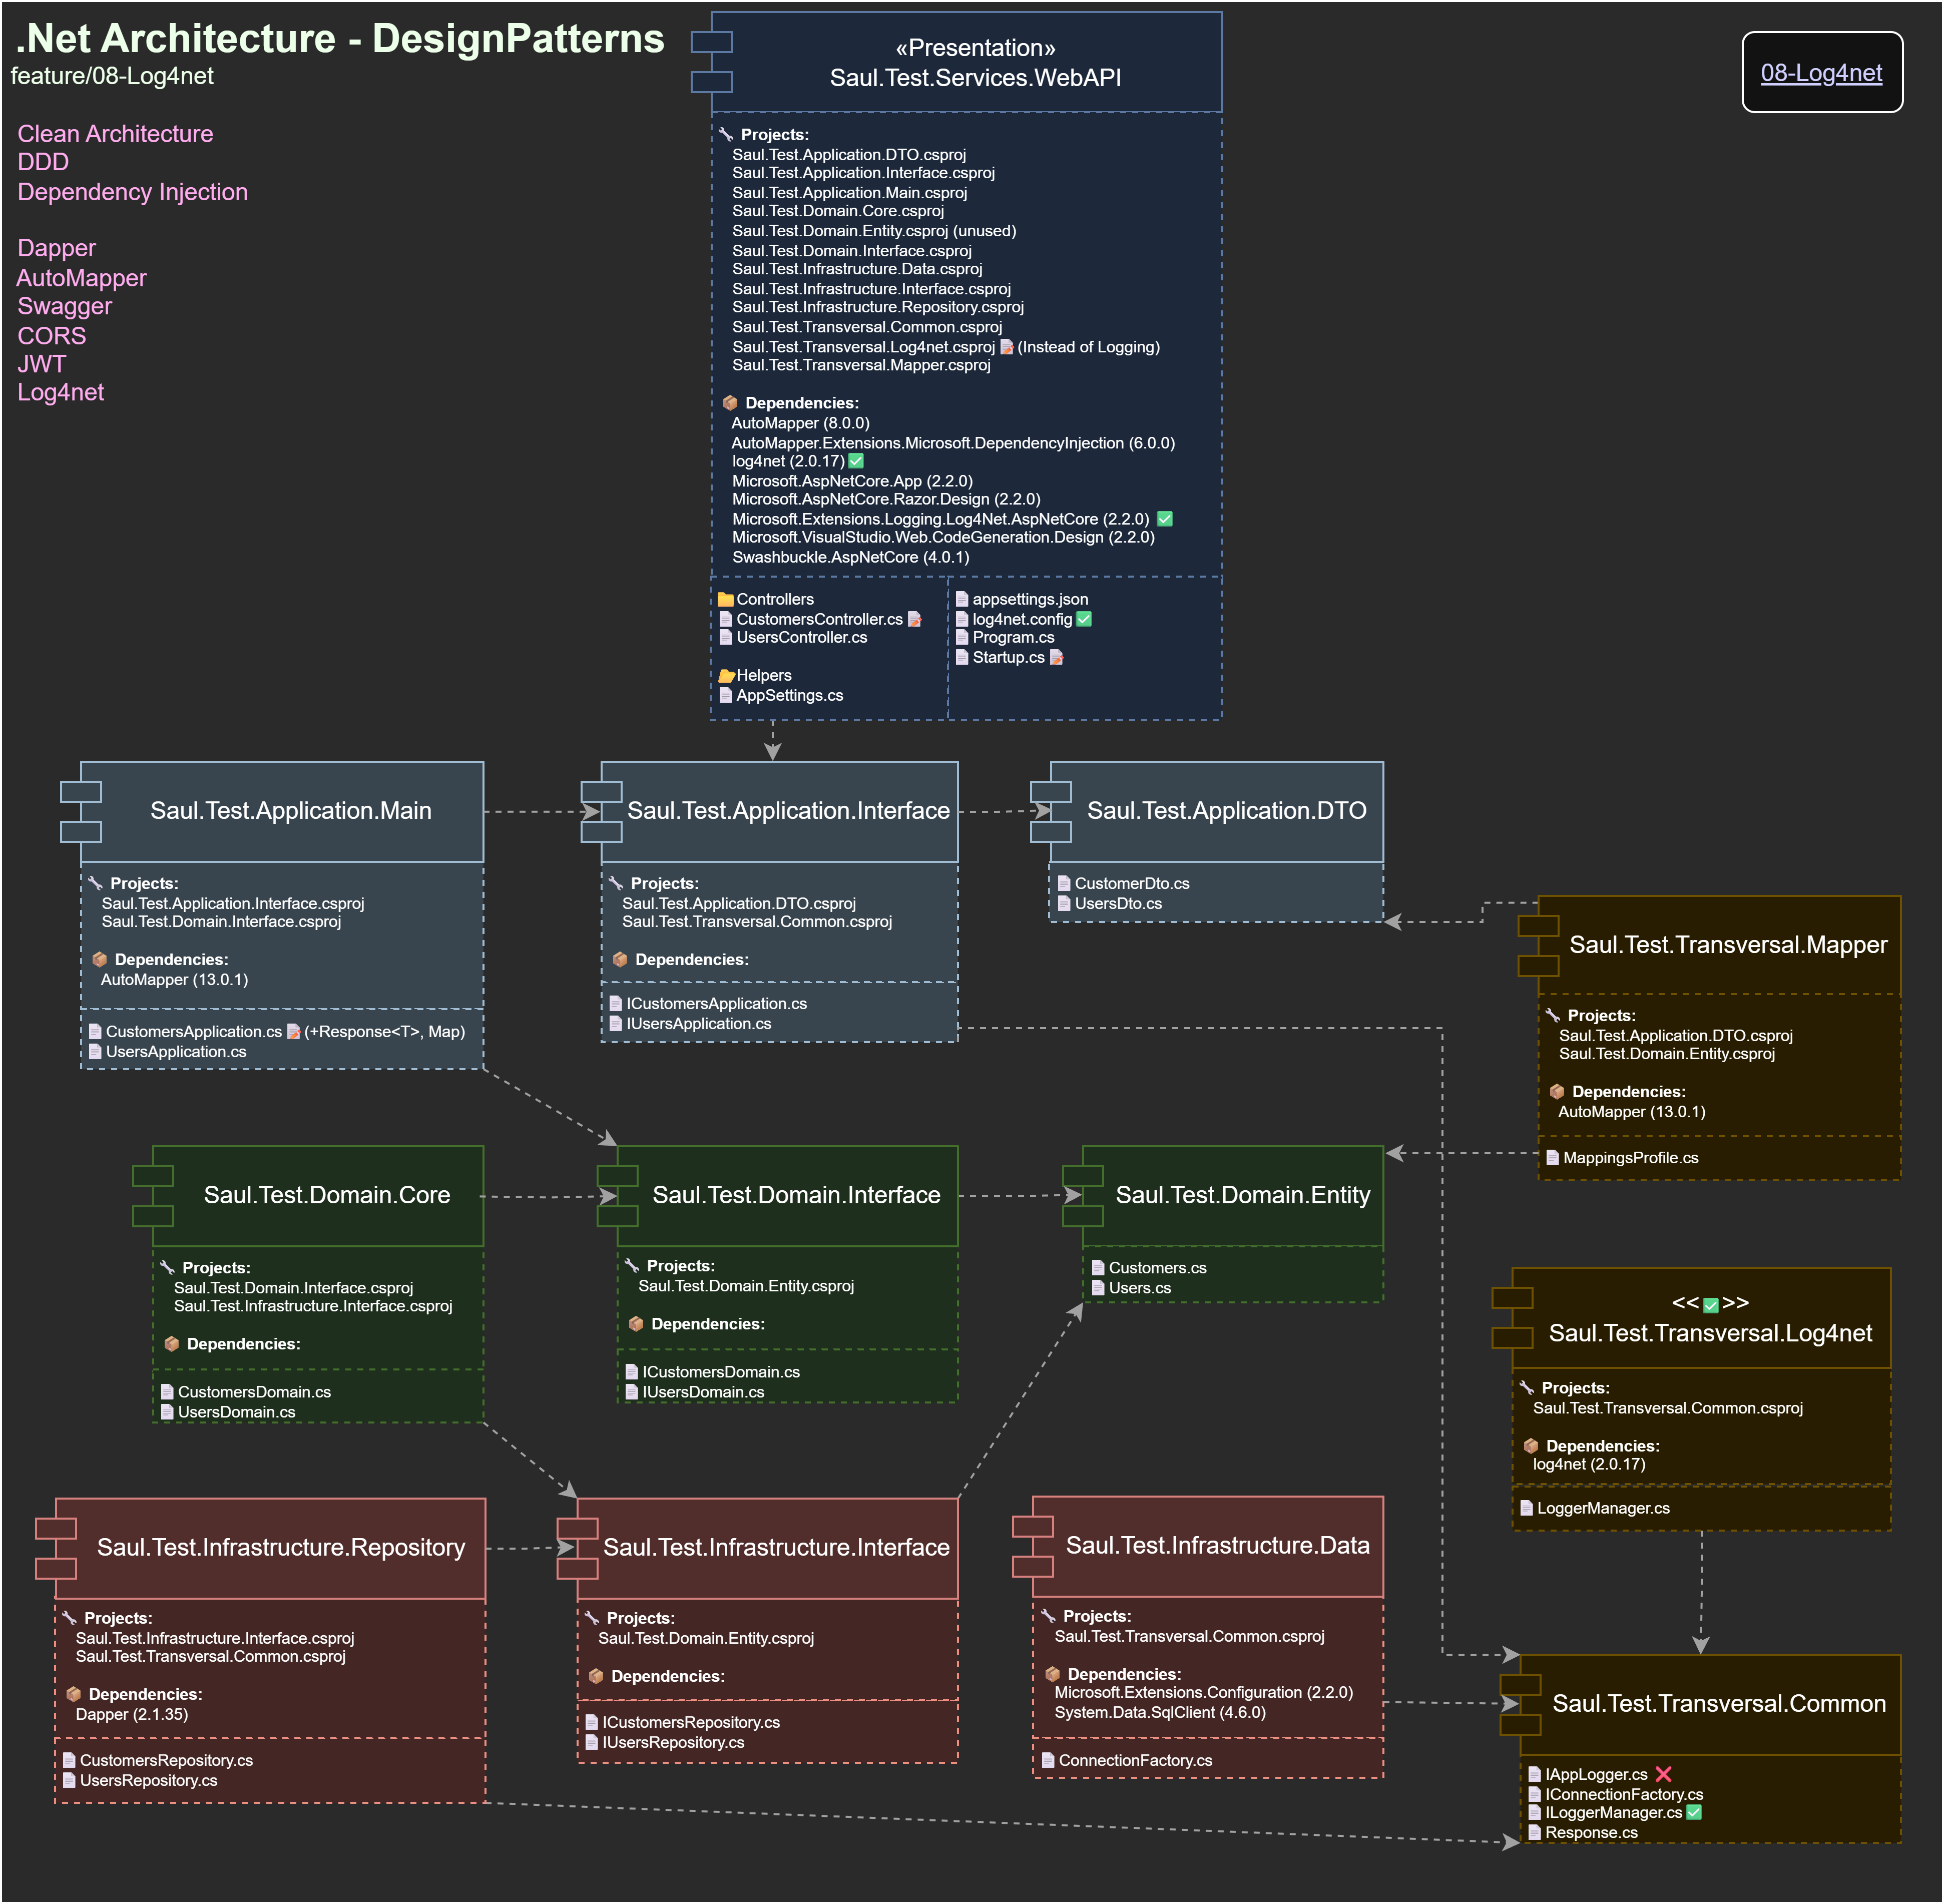 .Net Architecture - DesignPatterns
feature/08-Log4net
08-Log4net
Clean Architecture
DDD
Dependency Injection
Dapper
AutoMapper
Swagger
CORS
JWT
Log4net
«Presentation»
Saul.Test.Services.WebAPI
Projects:
Saul.Test.Application.DTO.csproj
Saul.Test.Application.Interface.csproj
Saul.Test.Application.Main.csproj
Saul.Test.Domain.Core.csproj
Saul.Test.Domain.Entity.csproj (unused)
Saul.Test.Domain.Interface.csproj
Saul.Test.Infrastructure.Data.csproj
Saul.Test.Infrastructure.Interface.csproj
Saul.Test.Infrastructure.Repository.csproj
Saul.Test.Transversal.Common.csproj
Saul.Test.Transversal.Log4net.csproj 📝 (Instead of Logging)
Saul.Test.Transversal.Mapper.csproj
Dependencies:
AutoMapper (8.0.0)
AutoMapper.Extensions.Microsoft.DependencyInjection (6.0.0)
log4net (2.0.17) ✅
Microsoft.AspNetCore.App (2.2.0)
Microsoft.AspNetCore.Razor.Design (2.2.0)
Microsoft.Extensions.Logging.Log4Net.AspNetCore (2.2.0) ✅
Microsoft.VisualStudio.Web.CodeGeneration.Design (2.2.0)
Swashbuckle.AspNetCore (4.0.1)
Controllers
CustomersController.cs 📝
UsersController.cs
Helpers
AppSettings.cs
appsettings.json
log4net.config ✅
Program.cs
Startup.cs 📝
Saul.Test.Application.Main
Projects:
Saul.Test.Application.Interface.csproj
Saul.Test.Domain.Interface.csproj
Dependencies:
AutoMapper (13.0.1)
CustomersApplication.cs 📝 (+Response<T>, Map)
UsersApplication.cs
Saul.Test.Application.Interface
Projects:
Saul.Test.Application.DTO.csproj
Saul.Test.Transversal.Common.csproj
Dependencies:
ICustomersApplication.cs
IUsersApplication.cs
Saul.Test.Application.DTO
CustomerDto.cs
UsersDto.cs
Saul.Test.Transversal.Mapper
Projects:
Saul.Test.Application.DTO.csproj
Saul.Test.Domain.Entity.csproj
Dependencies:
AutoMapper (13.0.1)
MappingsProfile.cs
Saul.Test.Domain.Core
Projects:
Saul.Test.Domain.Interface.csproj
Saul.Test.Infrastructure.Interface.csproj
Dependencies:
CustomersDomain.cs
UsersDomain.cs
Saul.Test.Domain.Interface
Projects:
Saul.Test.Domain.Entity.csproj
Dependencies:
ICustomersDomain.cs
IUsersDomain.cs
Saul.Test.Domain.Entity
Customers.cs
Users.cs
<<✅>>
Saul.Test.Transversal.Log4net
Projects:
Saul.Test.Transversal.Common.csproj
Dependencies:
log4net (2.0.17)
LoggerManager.cs
Saul.Test.Infrastructure.Repository
Projects:
Saul.Test.Infrastructure.Interface.csproj
Saul.Test.Transversal.Common.csproj
Dependencies:
Dapper (2.1.35)
CustomersRepository.cs
UsersRepository.cs
Saul.Test.Infrastructure.Interface
Projects:
Saul.Test.Domain.Entity.csproj
Dependencies:
ICustomersRepository.cs
IUsersRepository.cs
Saul.Test.Infrastructure.Data
Projects:
Saul.Test.Transversal.Common.csproj
Dependencies:
Microsoft.Extensions.Configuration (2.2.0)
System.Data.SqlClient (4.6.0)
ConnectionFactory.cs
Saul.Test.Transversal.Common
IAppLogger.cs ❌
IConnectionFactory.cs
ILoggerManager.cs ✅
Response.cs